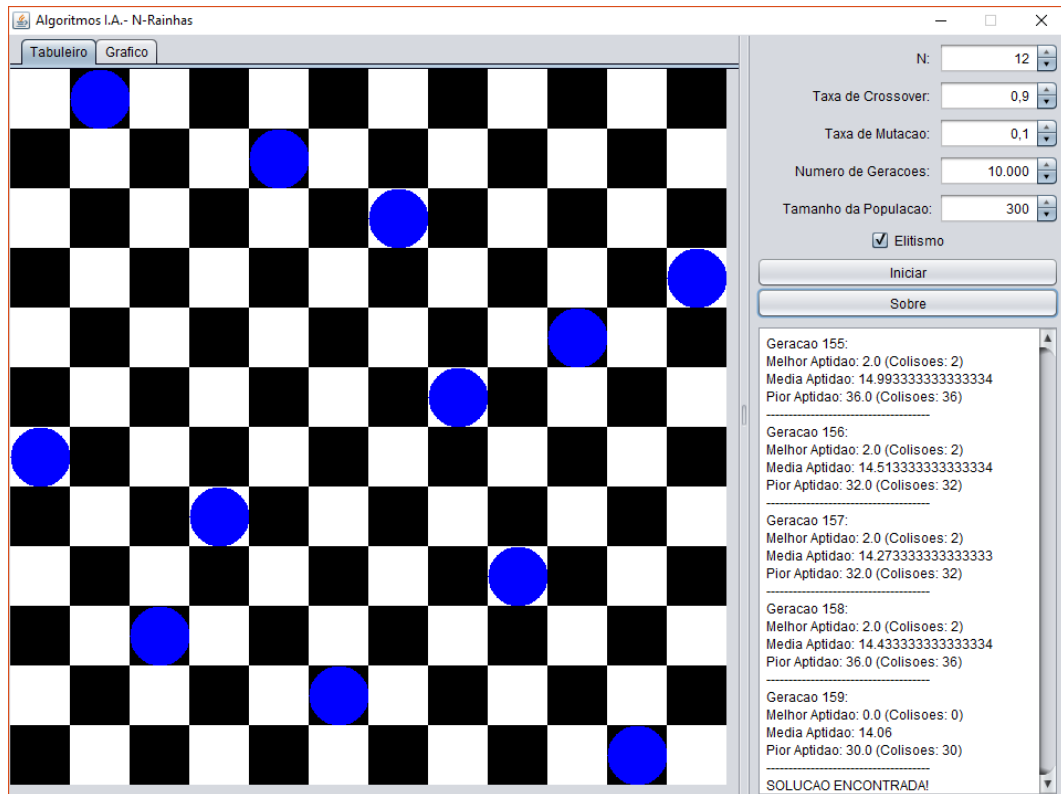 Algoritmos I.A.- N-Rainhas
Tabuleiro Grafico
N: 12
Taxa de Crossover: 0,9
Taxa de Mutacao: 0,1
Numero de Geracoes: 10.000
Tamanho da Populacao: 300
Elitismo
Iniciar
Sobre
Geracao 155:
Melhor Aptidao: 2.0 (Colisoes: 2)
Media Aptidao: 14.993333333333334
Pior Aptidao: 36.0 (Colisoes: 36)
--------------------------------------
Geracao 156:
Melhor Aptidao: 2.0 (Colisoes: 2)
Media Aptidao: 14.513333333333334
Pior Aptidao: 32.0 (Colisoes: 32)
--------------------------------------
Geracao 157:
Melhor Aptidao: 2.0 (Colisoes: 2)
Media Aptidao: 14.273333333333333
Pior Aptidao: 32.0 (Colisoes: 32)
--------------------------------------
Geracao 158:
Melhor Aptidao: 2.0 (Colisoes: 2)
Media Aptidao: 14.433333333333334
Pior Aptidao: 36.0 (Colisoes: 36)
--------------------------------------
Geracao 159:
Melhor Aptidao: 0.0 (Colisoes: 0)
Media Aptidao: 14.06
Pior Aptidao: 30.0 (Colisoes: 30)
--------------------------------------
SOLUCAO ENCONTRADA!